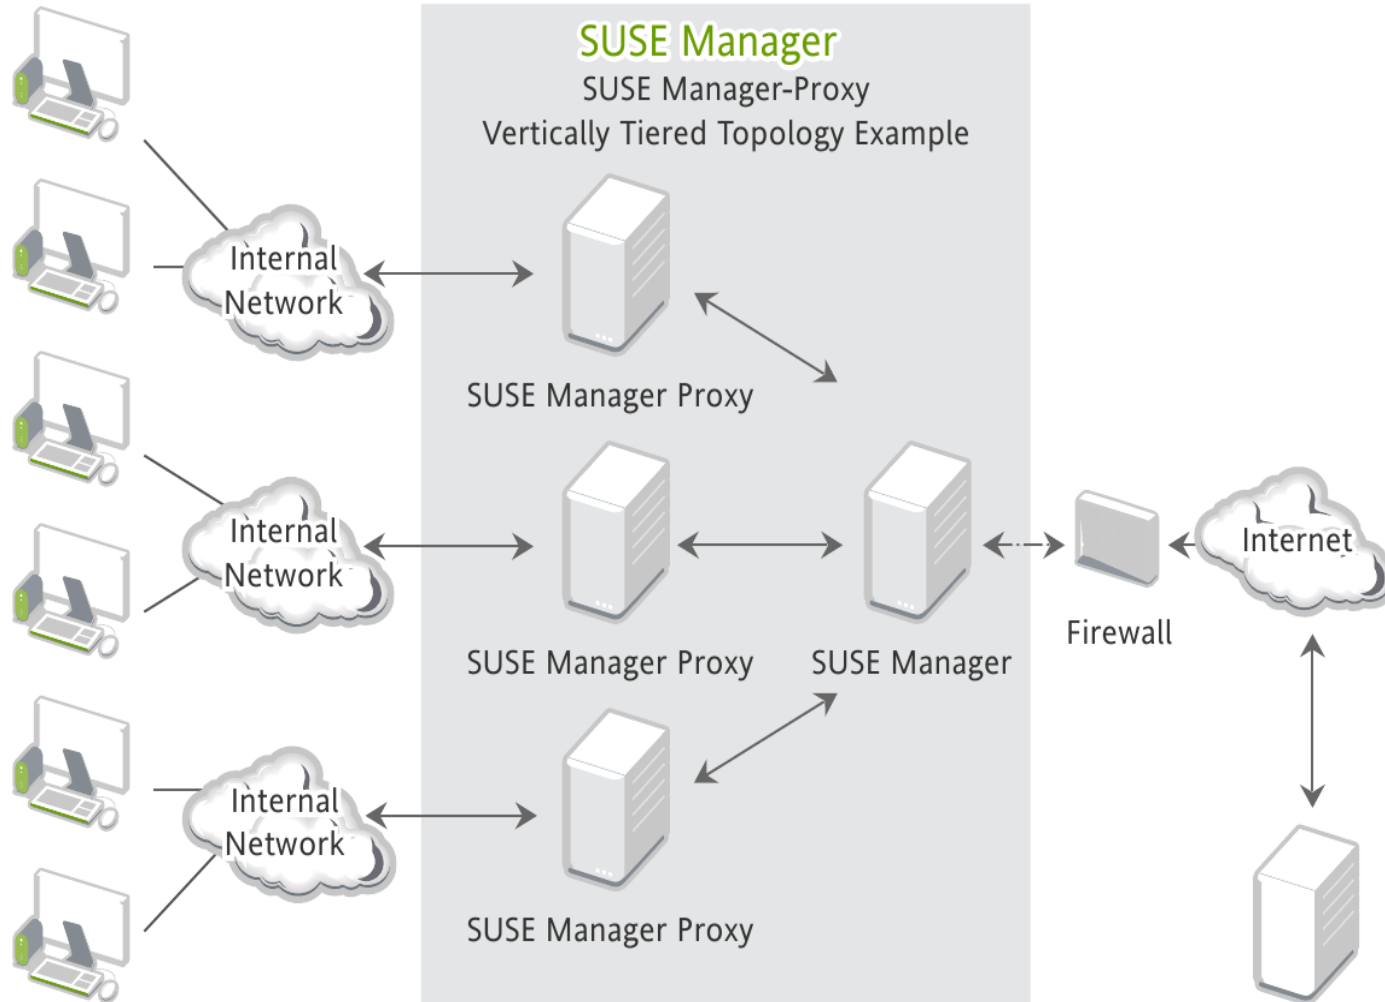 SUSE Manager
SUSE Manager-Proxy
Vertically Tiered Topology Example
Internal
Network
SUSE Manager Proxy
Internal
Network
Internet
Firewall
SUSE Manager Proxy
SUSE Manager
Internal
Network
SUSE Manager Proxy